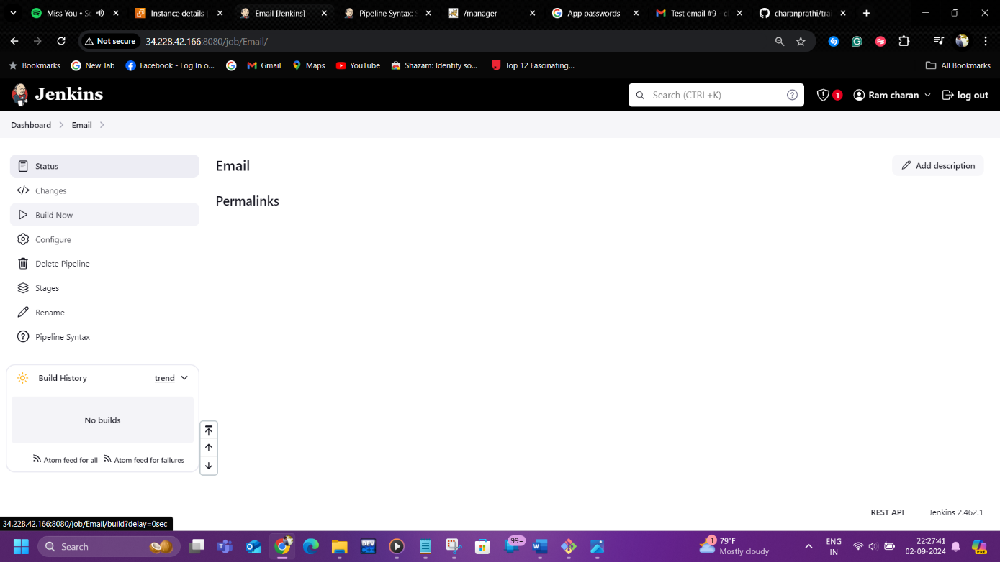 Miss You • Se
Instance details |
Email [Jenkins]
Pipeline Syntax: S
/manager
App passwords
Test email #9 - c
charanprathi/tra
Not secure
34.228.42.166:8080/job/Email/
Bookmarks
New Tab
Facebook - Log In o...
Gmail
Maps
YouTube
Shazam: Identify so...
Top 12 Fascinating...
All Bookmarks
Jenkins
Search (CTRL+K)
1
Ram charan
log out
Dashboard
Email
Status
Changes
Build Now
Configure
Delete Pipeline
Stages
Rename
Pipeline Syntax
Email
Add description
Permalinks
Build History
trend
No builds
Atom feed for all
Atom feed for failures
REST API
Jenkins 2.462.1
34.228.42.166:8080/job/Email/build?delay=0sec
Search
DEV
99+
1
79°F
Mostly cloudy
ENG
IN
22:27:41
02-09-2024
PRE